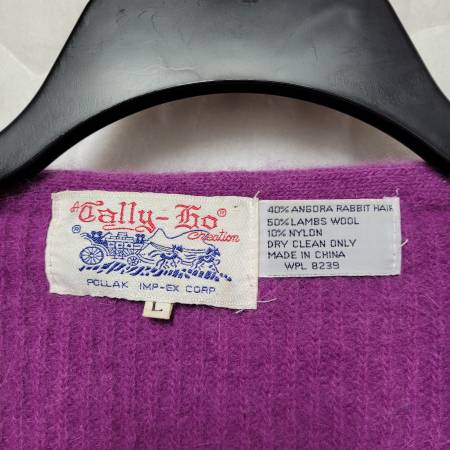 A Tally-Ho®
Creation
®
POLLAK IMP-EX CORP
L
40% ANGORA RABBIT HAIR
50% LAMBS WOOL
10% NYLON
DRY CLEAN ONLY
MADE IN CHINA
WPL 8239